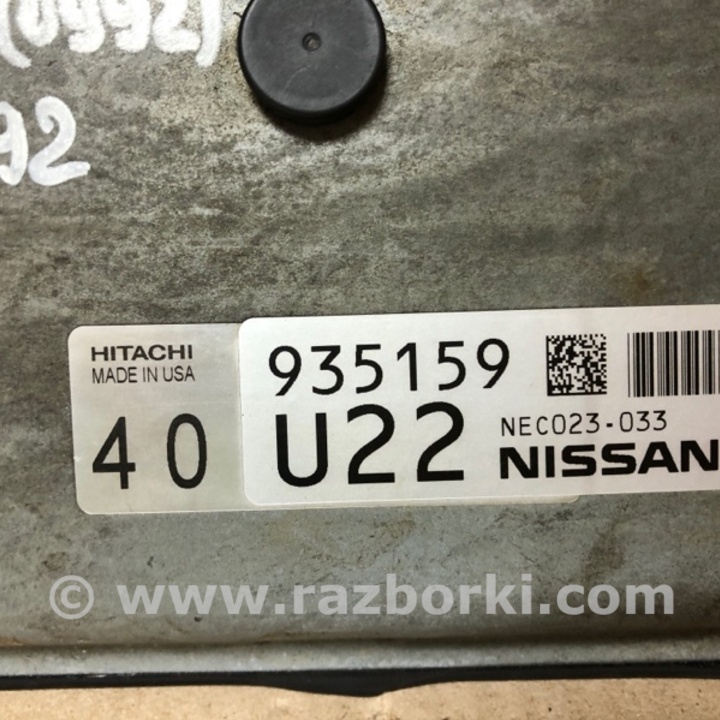 (0992)
92
HITACHI
MADE IN USA
40
935159
U22
NEC023-033
NISSAN
© www.razborki.com